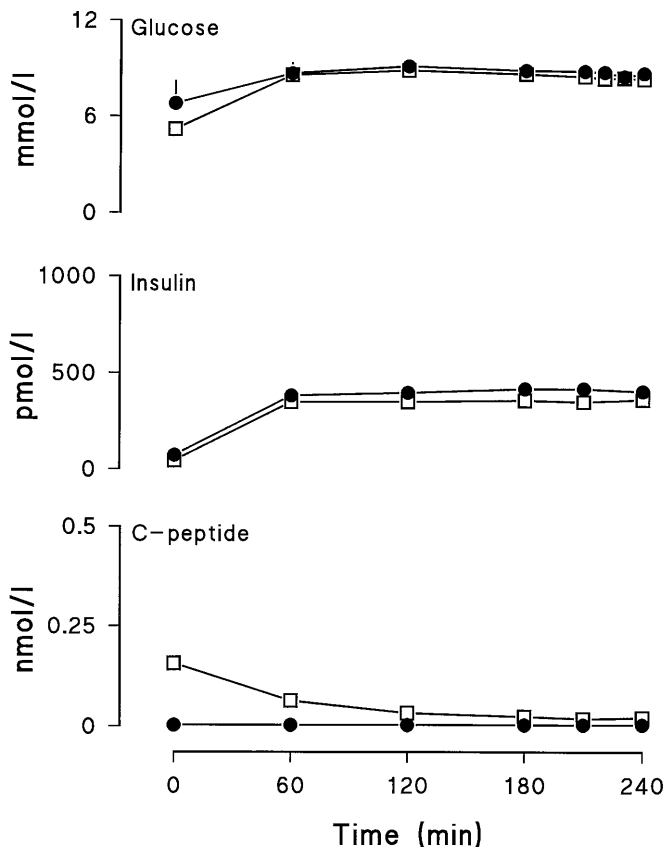 12
Glucose
6
0
mmol/l
1000
Insulin
500
0
pmol/l
0.5
C-peptide
0.25
0
nmol/l
0 60 120 180 240
Time (min)